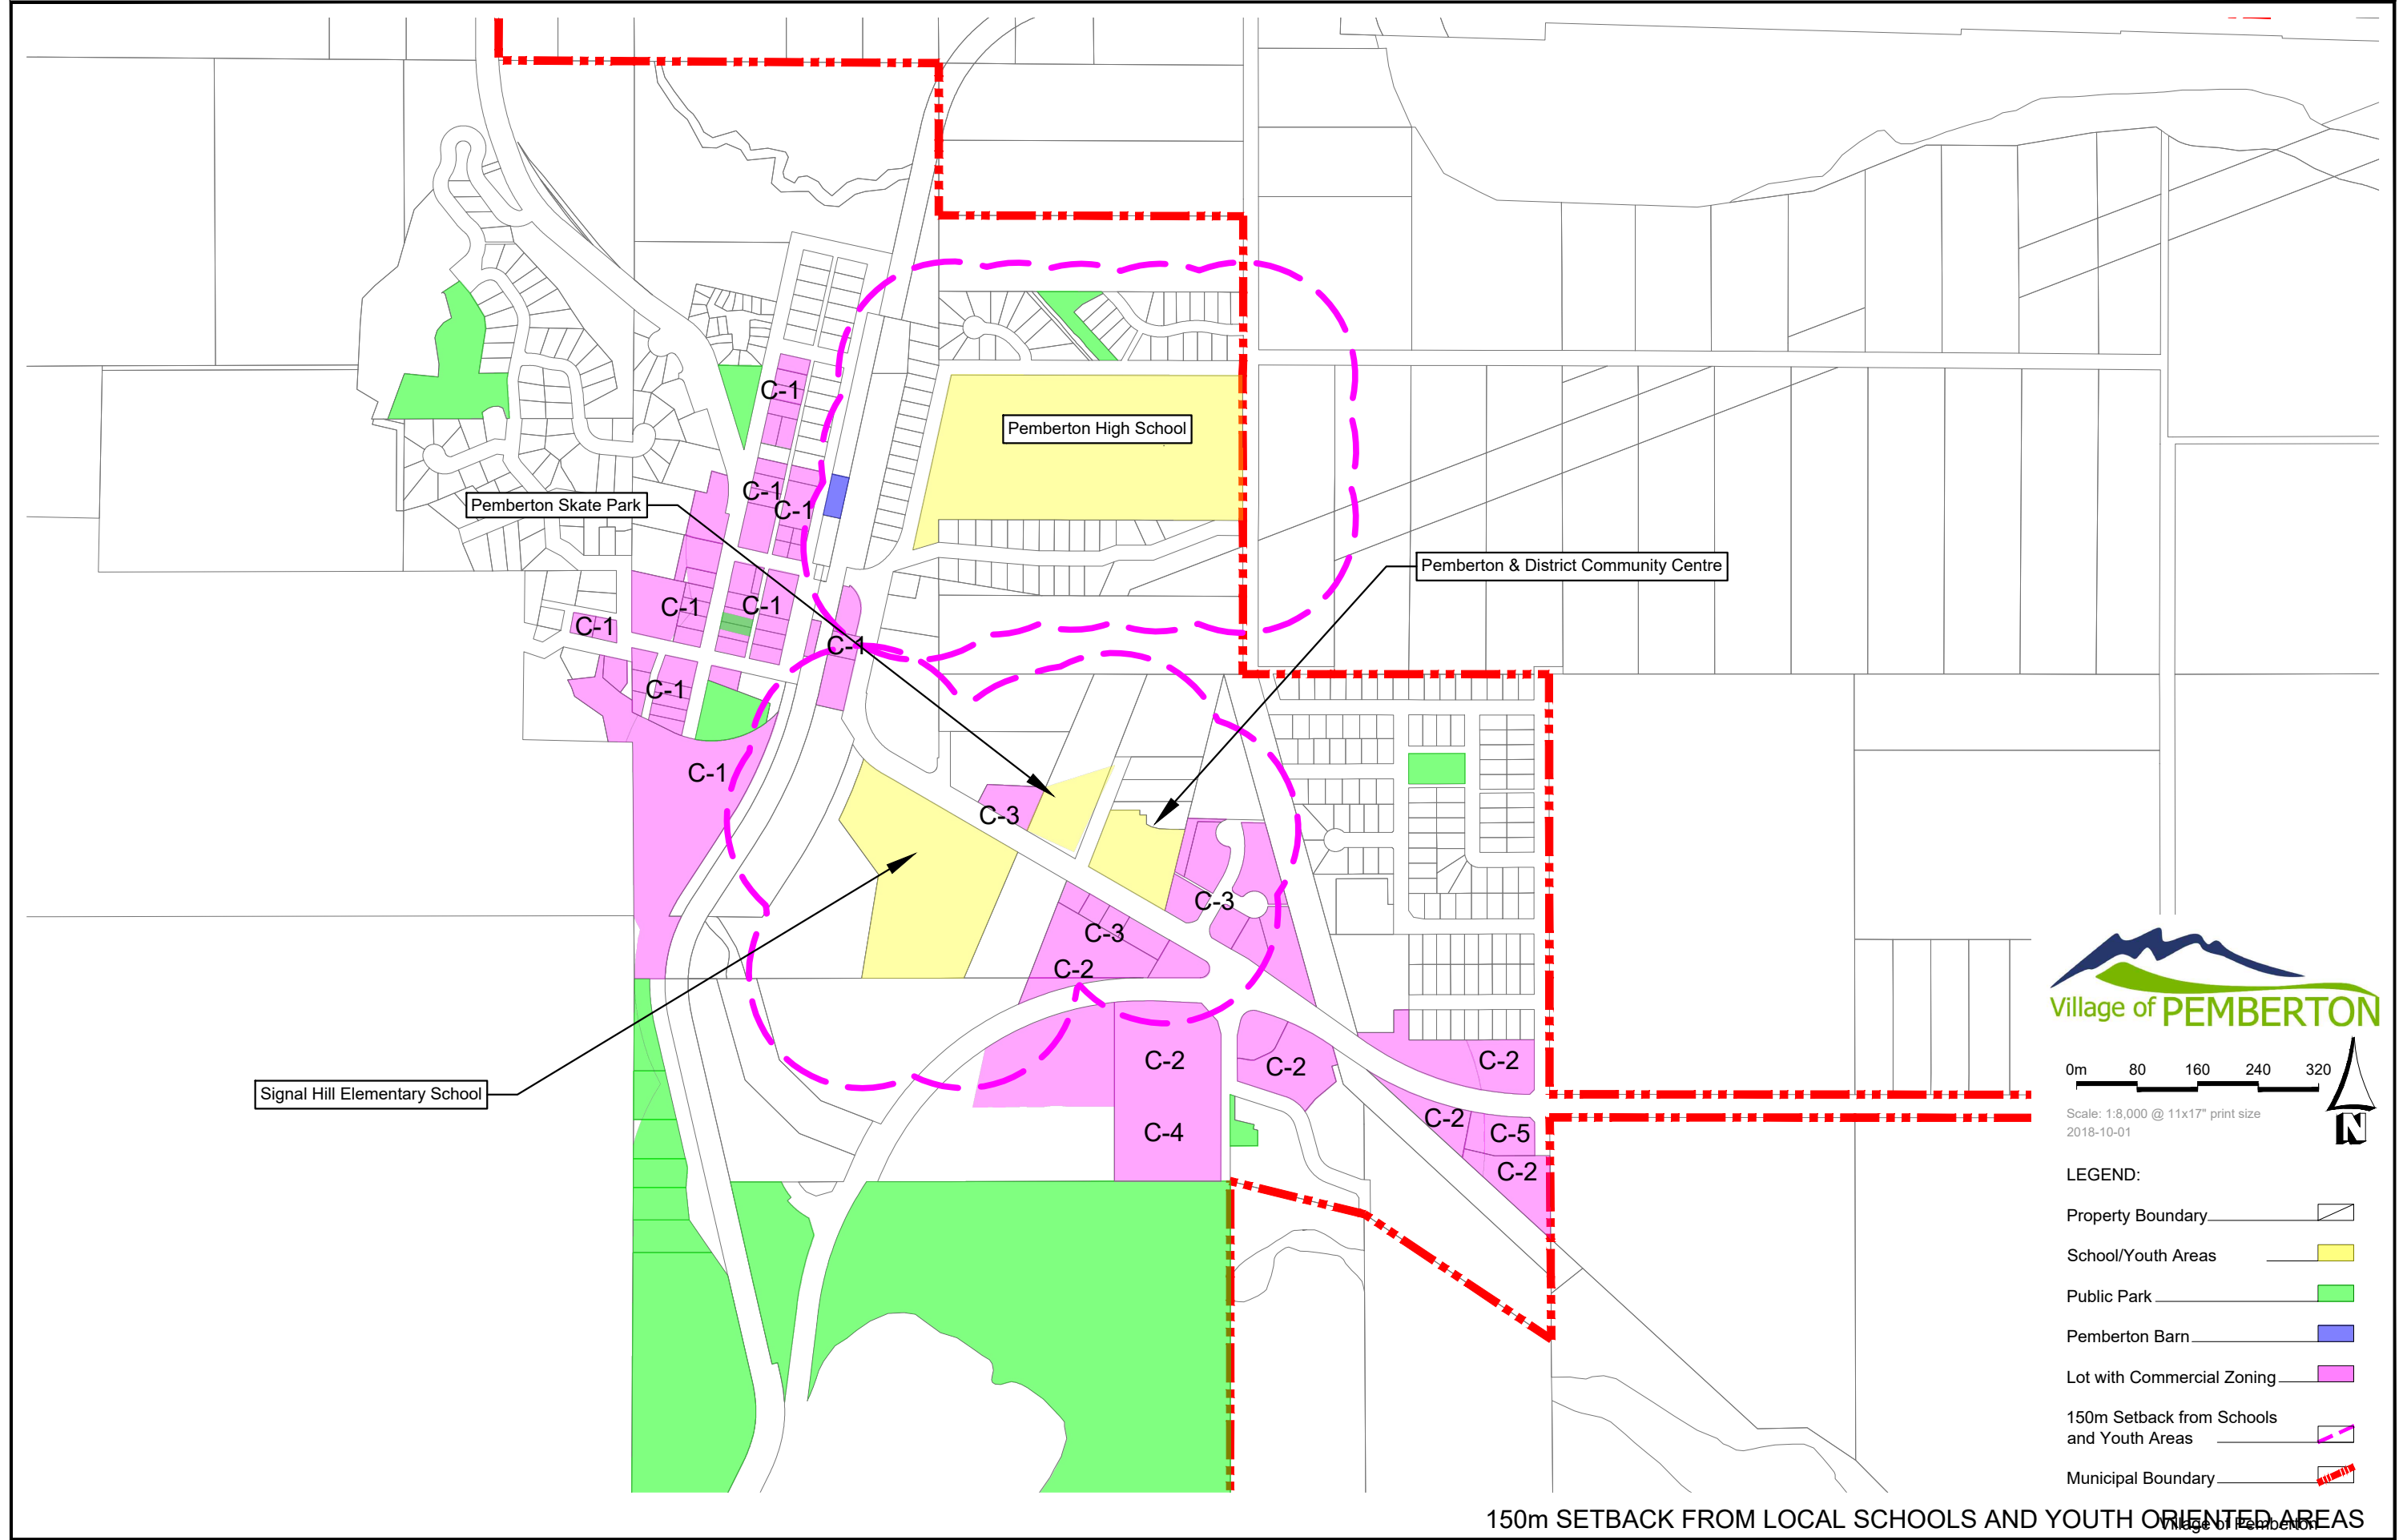 C-1
Pemberton High School
C-1
Pemberton Skate Park
C-1
Pemberton & District Community Centre
C-1
C-1
C-1
C-1
C-1
C-1
C-3
C-3
C-3
C-2
C-2
C-2
C-2
Signal Hill Elementary School
C-2
C-4
C-5
C-2
Village of PEMBERTON
0m 80 160 240 320
Scale: 1:8,000 @ 11x17" print size
2018-10-01
N
LEGEND:
Property Boundary
School/Youth Areas
Public Park
Pemberton Barn
Lot with Commercial Zoning
150m Setback from Schools
and Youth Areas
Municipal Boundary
150m SETBACK FROM LOCAL SCHOOLS AND YOUTH ORIENTED AREAS
Village of Pemberton